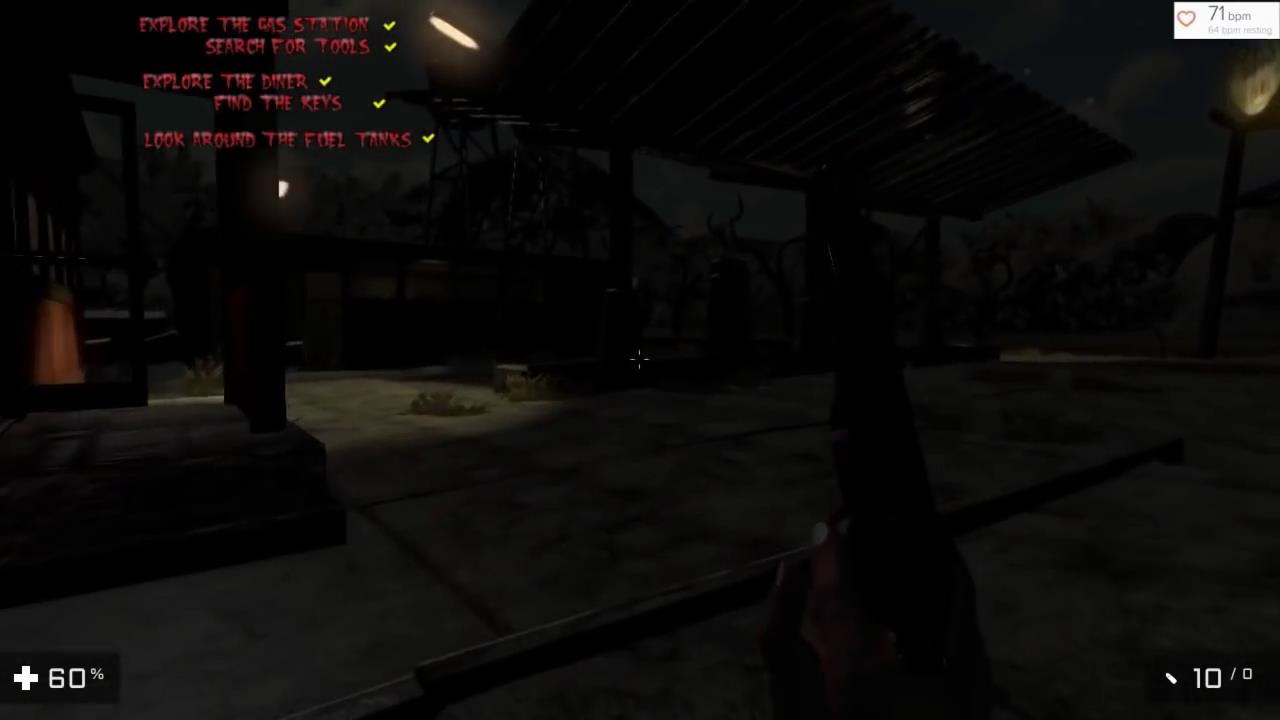 EXPLORE THE GAS STATION
SEARCH FOR TOOLS
EXPLORE THE DINER
FIND THE KEYS
LOOK AROUND THE FUEL TANKS
71 bpm
64 bpm resting
60%
10 / 0